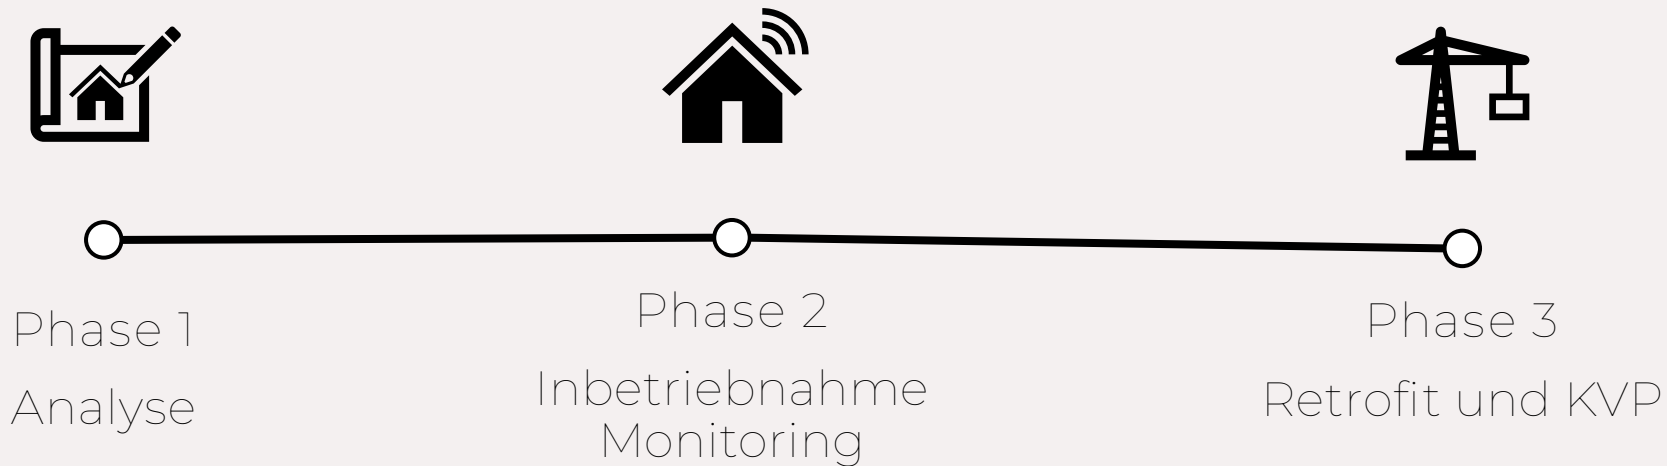 Phase 1
Analyse
Phase 2
Inbetriebnahme
Monitoring
Phase 3
Retrofit und KVP